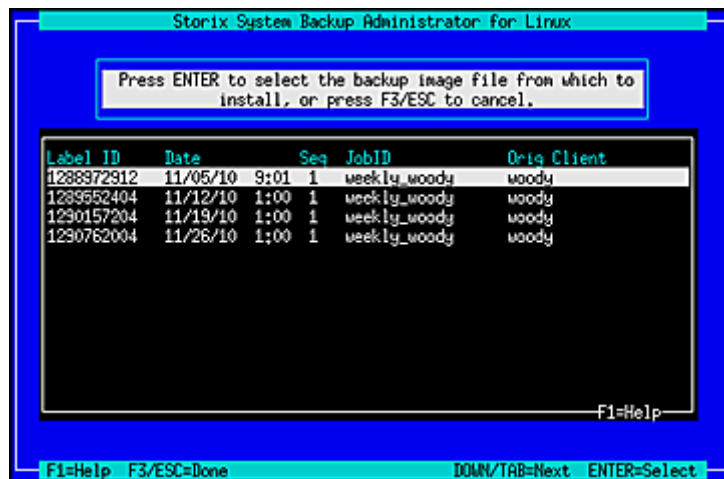 Storix System Backup Administrator for Linux
Press ENTER to select the backup image file from which to
install, or press F3/ESC to cancel.
Label ID Date Seq JobID Orig Client
1288972912 11/05/10 9:01 1 weekly_woody woody
1289552404 11/12/10 1:00 1 weekly_woody woody
1290157204 11/19/10 1:00 1 weekly_woody woody
1290762004 11/26/10 1:00 1 weekly_woody woody
F1=Help
F1=Help F3/ESC=Done DOWN/TAB=Next ENTER=Select